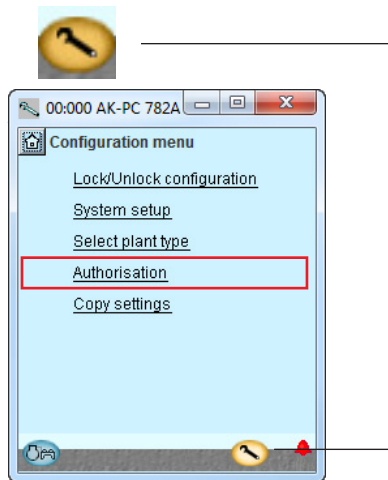 00:000 AK-PC 782A
Configuration menu
Lock/Unlock configuration
System setup
Select plant type
Authorisation
Copy settings